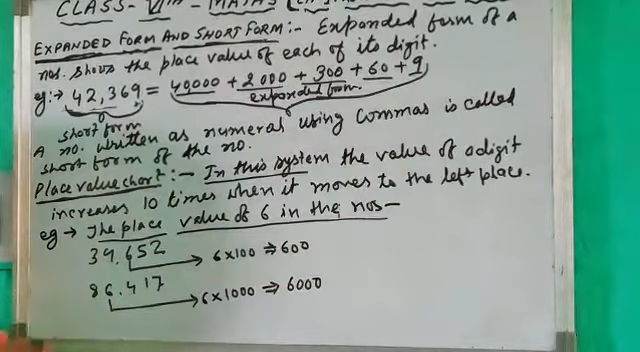 CLASS- VIth - MATHS
EXPANDED FORM AND SHORT FORM:- Expanded form of a
nos. shows the place value of each of its digit.
eg:→ 42,369 = 40000 + 2000 + 300 + 60 + 9
short form expanded form
A no. written as numeral using commas is called
short form of the no.
Place value chart:- In this system the value of a digit
increases 10 times when it moves to the left place.
eg → The place value of 6 in the nos-
34,652 → 6×100 ⇒ 600
86,417 → 6×1000 ⇒ 6000